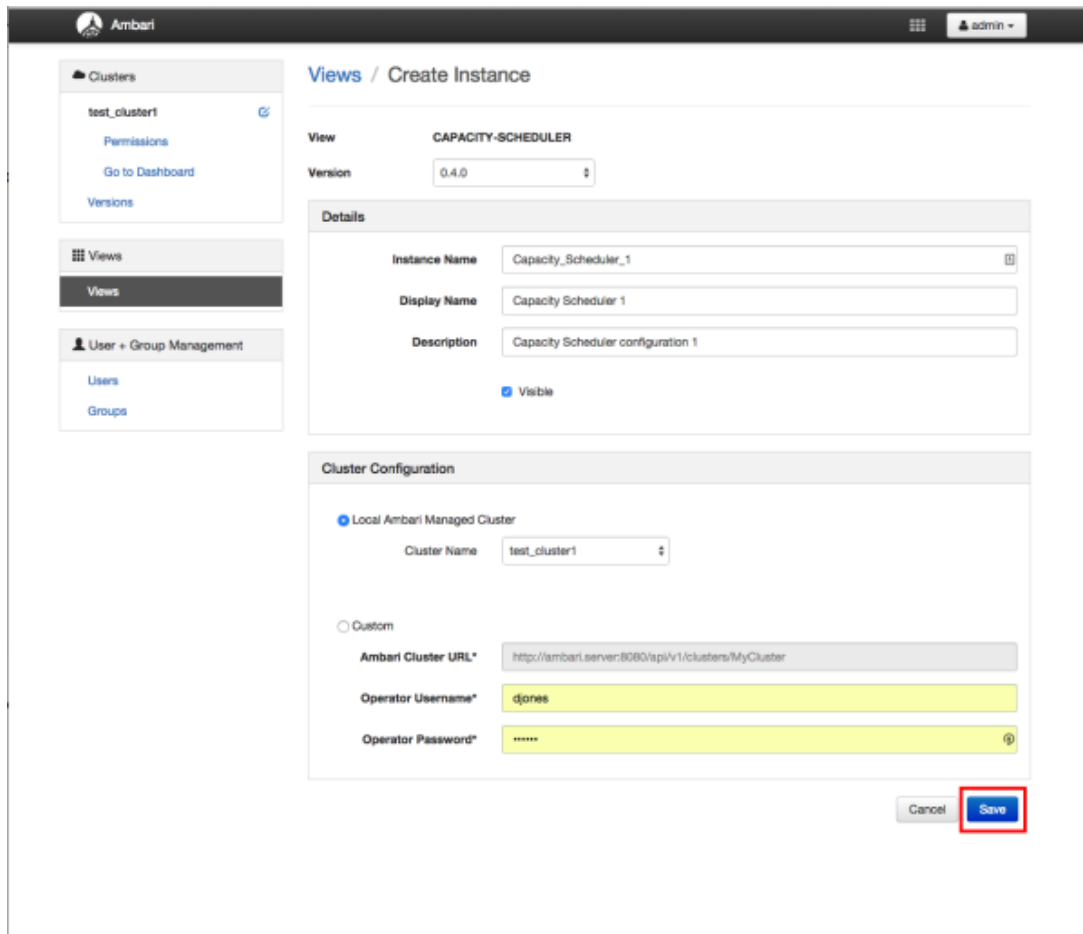 Ambari
admin
Clusters
test_cluster1
Permissions
Go to Dashboard
Versions
Views
Views
User + Group Management
Users
Groups
Views / Create Instance
View CAPACITY-SCHEDULER
Version 0.4.0
Details
Instance Name Capacity_Scheduler_1
Display Name Capacity Scheduler 1
Description Capacity Scheduler configuration 1
Visible
Cluster Configuration
Local Ambari Managed Cluster
Cluster Name test_cluster1
Custom
Ambari Cluster URL* http://ambari.server:8080/api/v1/clusters/MyCluster
Operator Username* djones
Operator Password* ••••••
Cancel Save